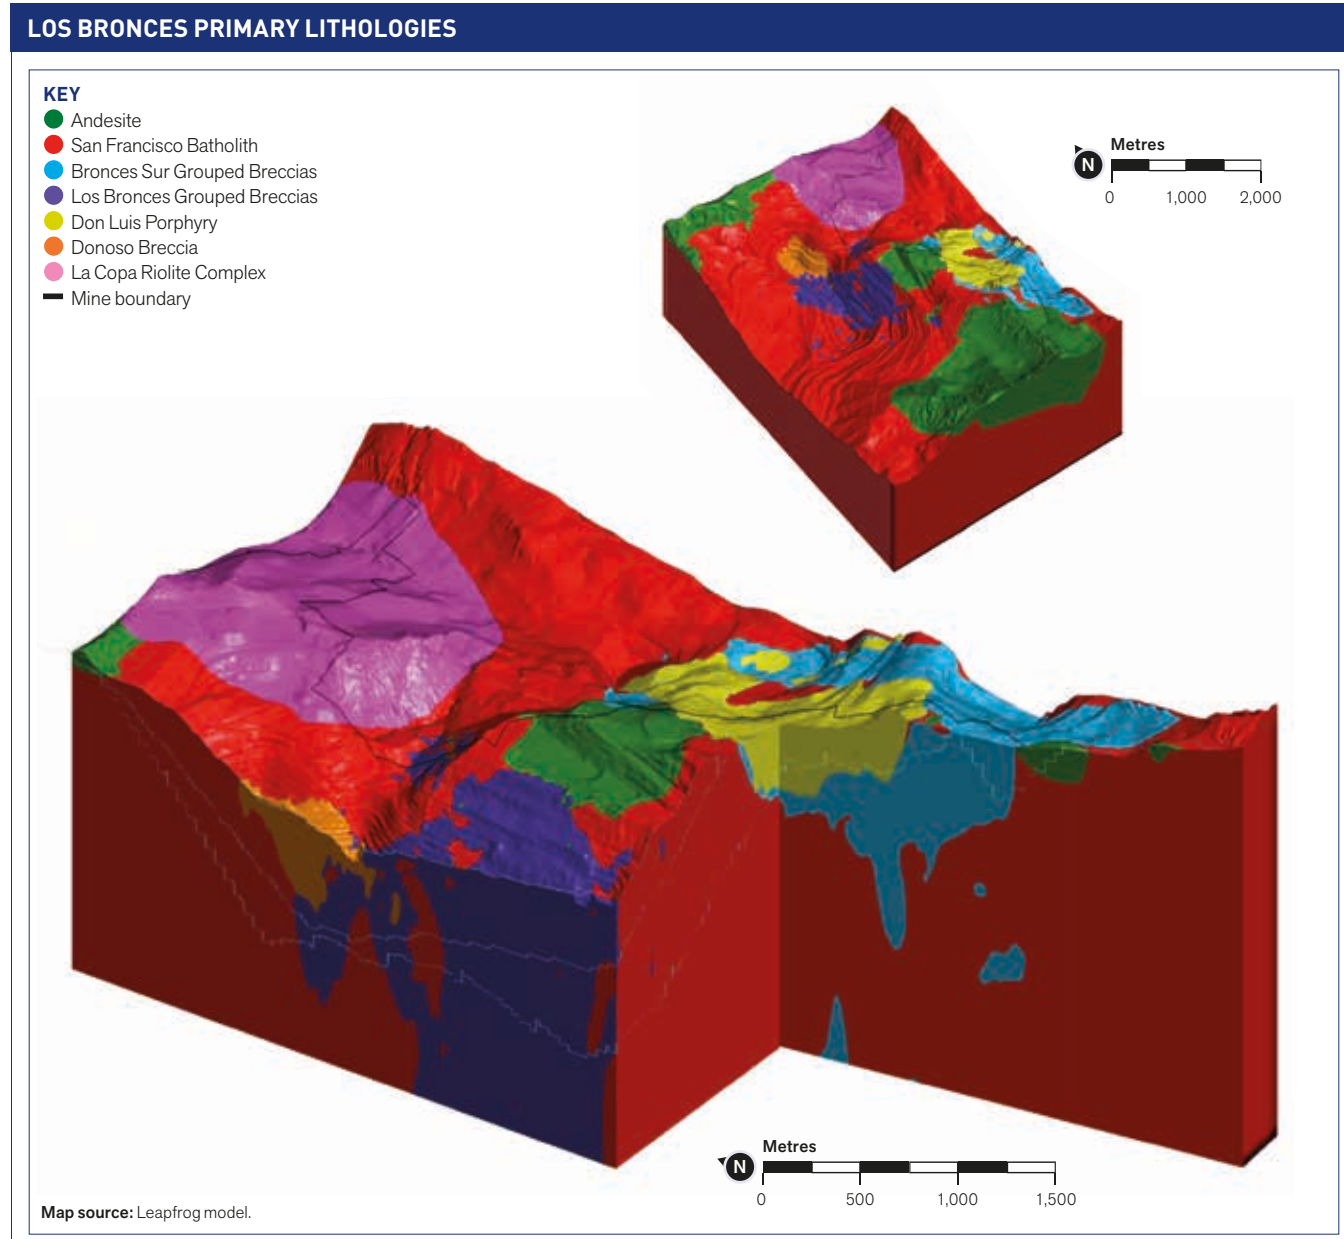 LOS BRONCES PRIMARY LITHOLOGIES
KEY
Andesite
San Francisco Batholith
Bronces Sur Grouped Breccias
Los Bronces Grouped Breccias
Don Luis Porphyry
Donoso Breccia
La Copa Riolite Complex
Mine boundary
N
Metres
0 1,000 2,000
N
Metres
0 500 1,000 1,500
Map source: Leapfrog model.